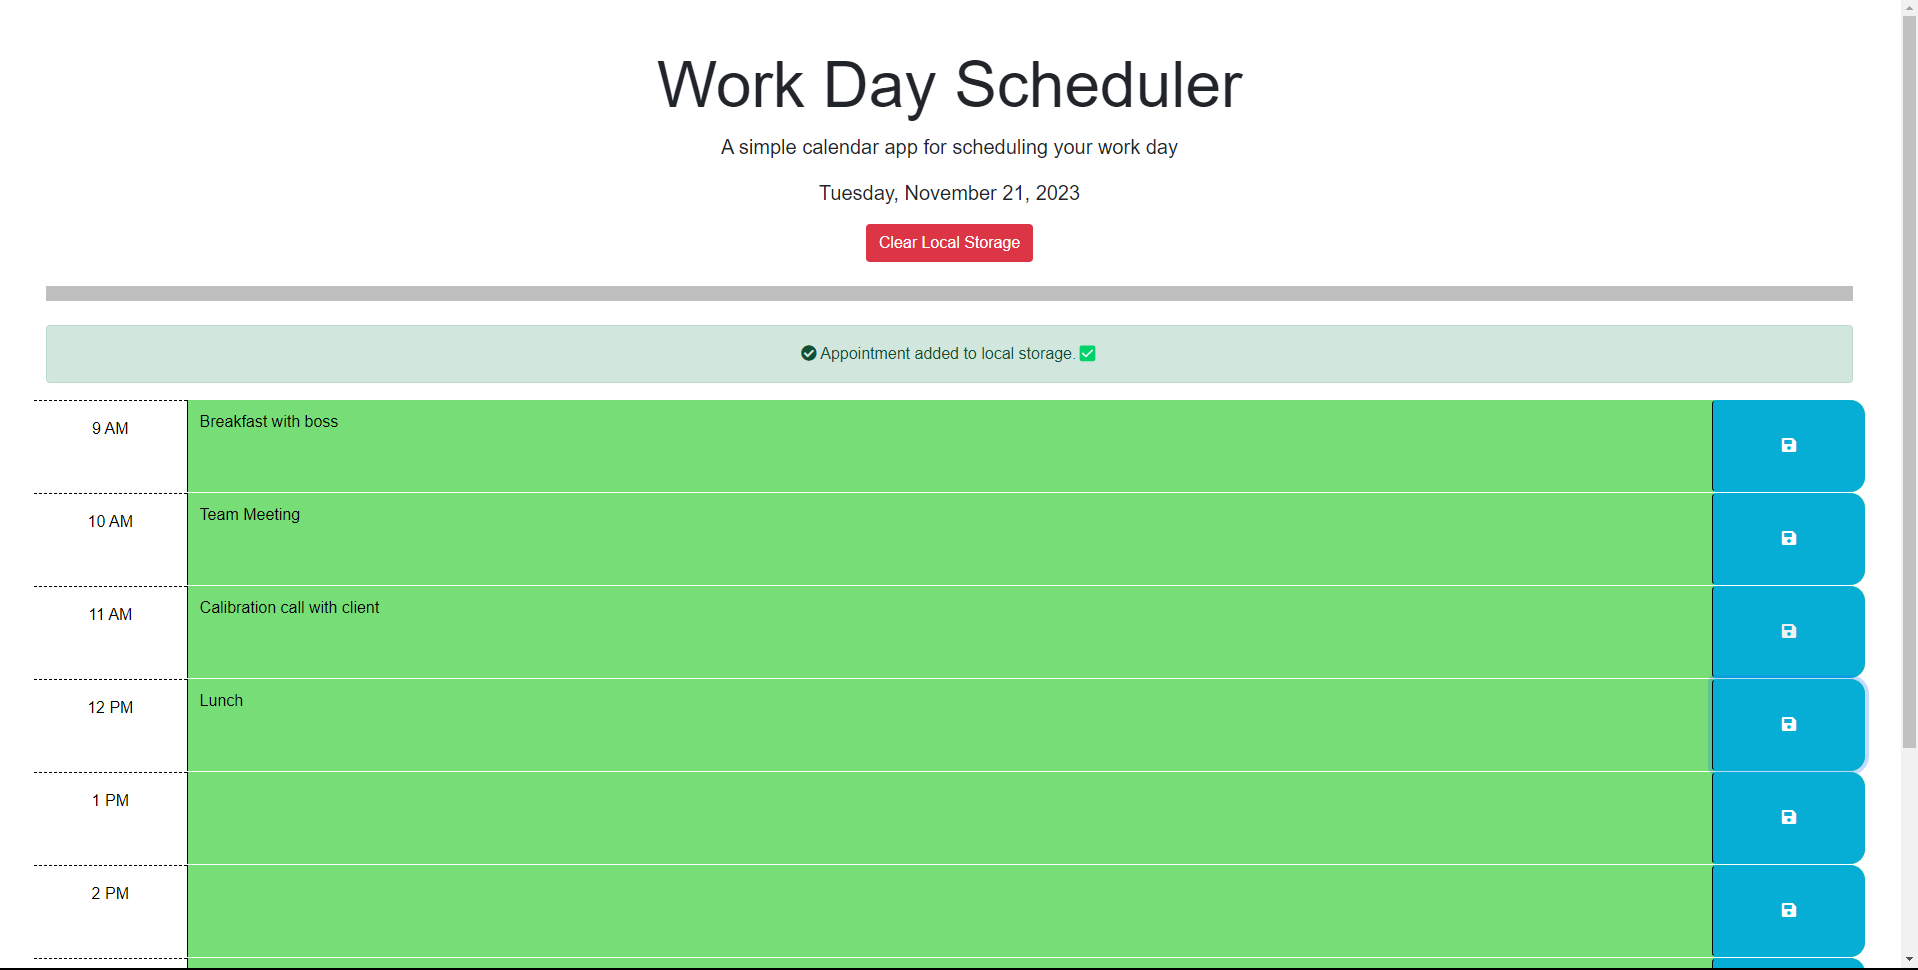 Work Day Scheduler
A simple calendar app for scheduling your work day
Tuesday, November 21, 2023
Clear Local Storage
Appointment added to local storage. ✅
9 AM
Breakfast with boss
10 AM
Team Meeting
11 AM
Calibration call with client
12 PM
Lunch
1 PM
2 PM